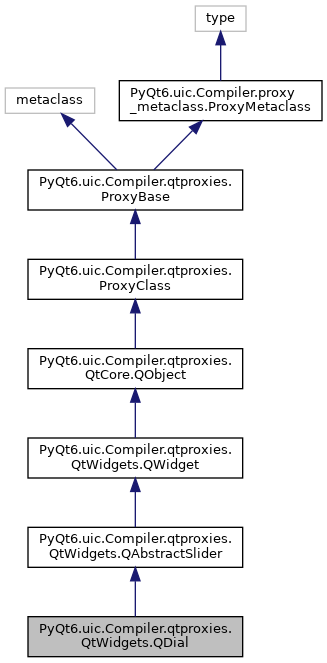 type
metaclass
PyQt6.uic.Compiler.proxy
_metaclass.ProxyMetaclass
PyQt6.uic.Compiler.qtproxies.
ProxyBase
PyQt6.uic.Compiler.qtproxies.
ProxyClass
PyQt6.uic.Compiler.qtproxies.
QtCore.QObject
PyQt6.uic.Compiler.qtproxies.
QtWidgets.QWidget
PyQt6.uic.Compiler.qtproxies.
QtWidgets.QAbstractSlider
PyQt6.uic.Compiler.qtproxies.
QtWidgets.QDial